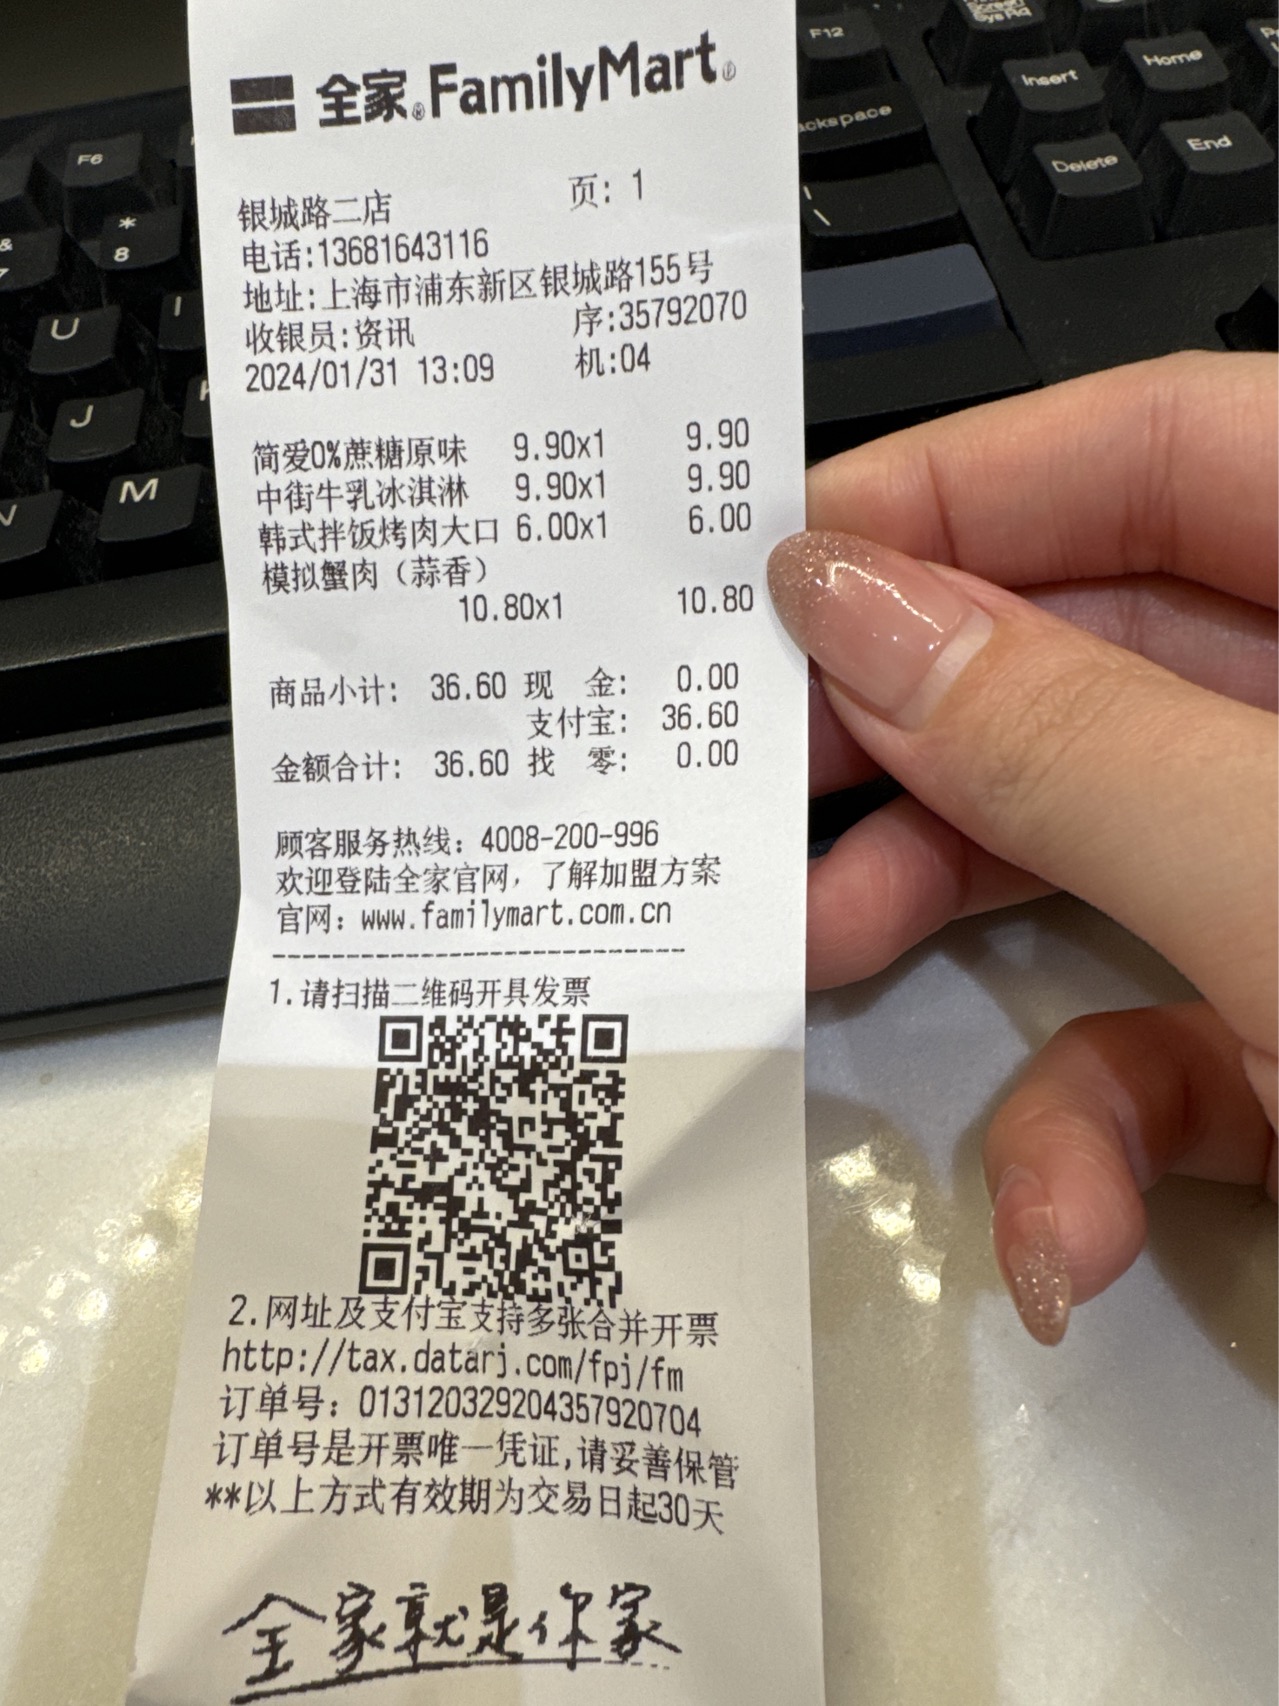 全家® FamilyMart®
银城路二店 页: 1
电话:13681643116
地址:上海市浦东新区银城路155号
收银员:资讯 序:35792070
2024/01/31 13:09 机:04
简爱0%蔗糖原味 9.90x1 9.90
中街牛乳冰淇淋 9.90x1 9.90
韩式拌饭烤肉大口 6.00x1 6.00
模拟蟹肉（蒜香）
10.80x1 10.80
商品小计: 36.60 现 金: 0.00
支付宝: 36.60
金额合计: 36.60 找 零: 0.00
顾客服务热线: 4008-200-996
欢迎登陆全家官网, 了解加盟方案
官网: www.familymart.com.cn
1.请扫描二维码开具发票
2.网址及支付宝支持多张合并开票
http://tax.datarj.com/fpj/fm
订单号: 013120329204357920704
订单号是开票唯一凭证,请妥善保管
**以上方式有效期为交易日起30天
全家就是你家
F12
Insert
Home
ackspace
Delete
End
F6
*
8
&
7
U
I
J
M
N
\